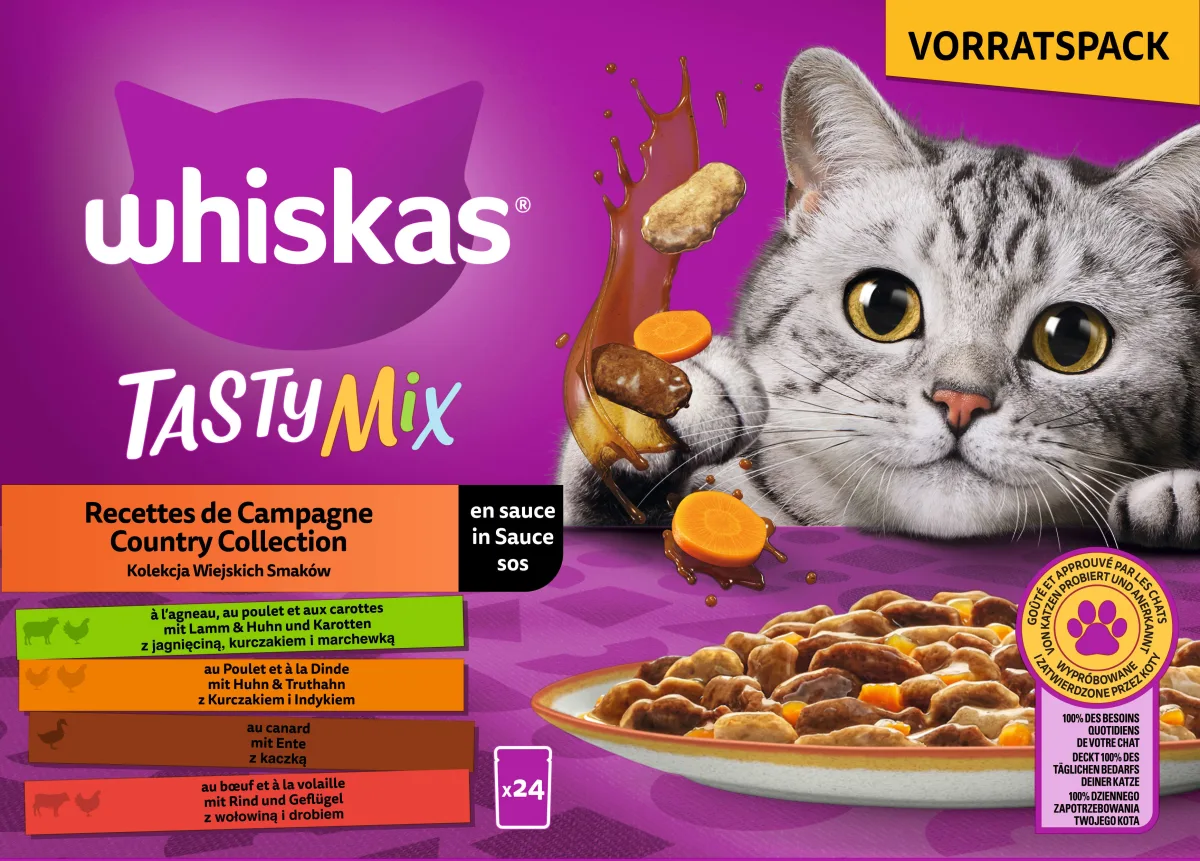 VORRATSPACK
whiskas®
TASTY MiX
Recettes de Campagne
Country Collection
Kolekcja Wiejskich Smaków
en sauce
in Sauce
sos
à l'agneau, au poulet et aux carottes
mit Lamm & Huhn und Karotten
z jagnięciną, kurczakiem i marchewką
au Poulet et à la Dinde
mit Huhn & Truthahn
z Kurczakiem i Indykiem
au canard
mit Ente
z kaczką
au bœuf et à la volaille
mit Rind und Geflügel
z wołowiną i drobiem
x24
GOÛTÉ ET APPROUVÉ PAR LES CHATS
VON KATZEN PROBIERT UND ANERKANNT
WYPRÓBOWANE
I ZATWIERDZONE PRZEZ KOTY
100% DES BESOINS
QUOTIDIENS
DE VOTRE CHAT
DECKT 100% DES
TÄGLICHEN BEDARFS
DEINER KATZE
100% DZIENNEGO
ZAPOTRZEBOWANIA
TWOJEGO KOTA